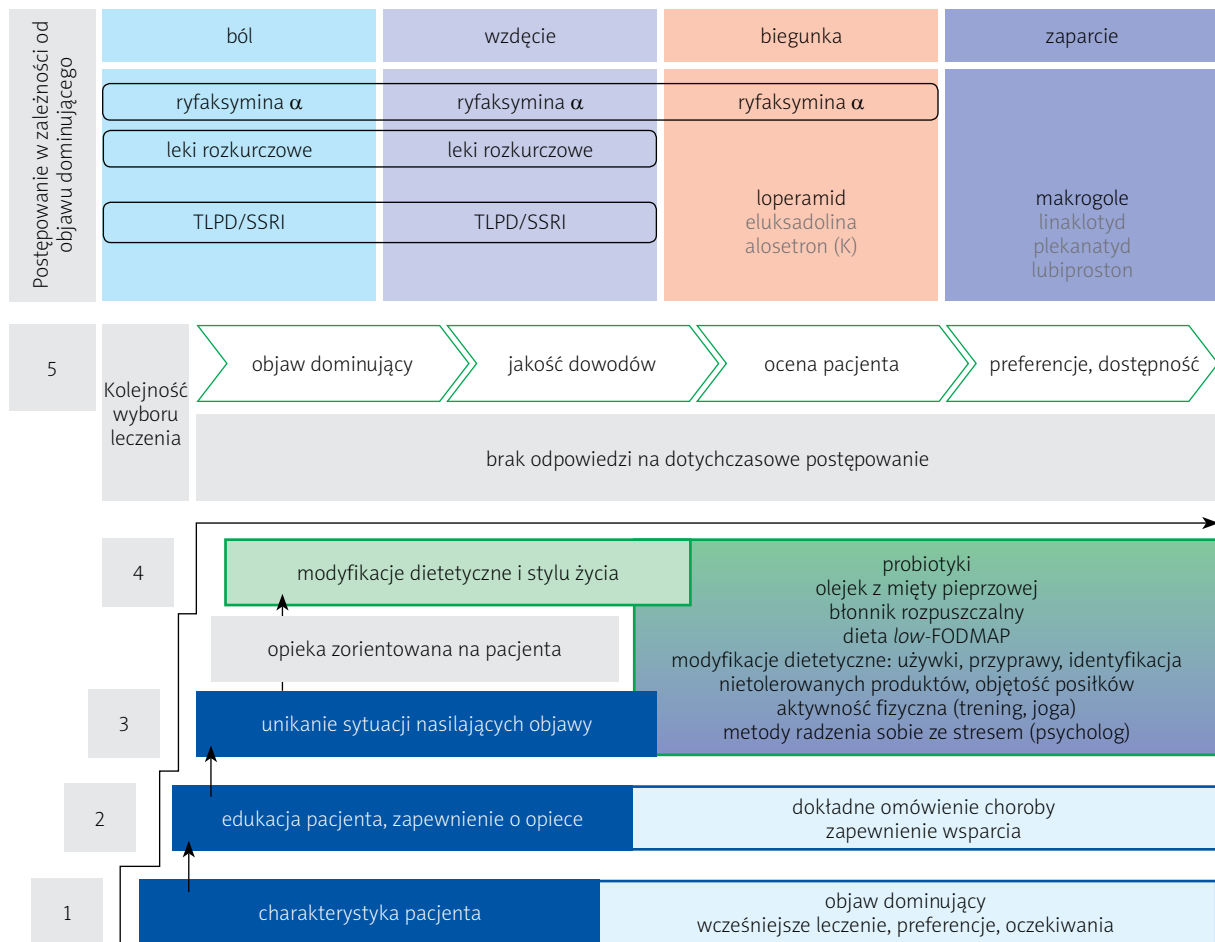 Postępowanie w zależności od
objawu dominującego
ból
wzdęcie
biegunka
zaparcie
ryfaksymina α
ryfaksymina α
ryfaksymina α
leki rozkurczowe
leki rozkurczowe
TLPD/SSRI
TLPD/SSRI
loperamid
eluksadolina
alosetron (K)
makrogole
linaklotyd
plekanatyd
lubiproston
5
Kolejność
wyboru
leczenia
objaw dominujący
jakość dowodów
ocena pacjenta
preferencje, dostępność
brak odpowiedzi na dotychczasowe postępowanie
4
modyfikacje dietetyczne i stylu życia
opieka zorientowana na pacjenta
probiotyki
olejek z mięty pieprzowej
błonnik rozpuszczalny
dieta low-FODMAP
modyfikacje dietetyczne: używki, przyprawy, identyfikacja
nietolerowanych produktów, objętość posiłków
aktywność fizyczna (trening, joga)
metody radzenia sobie ze stresem (psycholog)
3
unikanie sytuacji nasilających objawy
2
edukacja pacjenta, zapewnienie o opiece
dokładne omówienie choroby
zapewnienie wsparcia
1
charakterystyka pacjenta
objaw dominujący
wcześniejsze leczenie, preferencje, oczekiwania